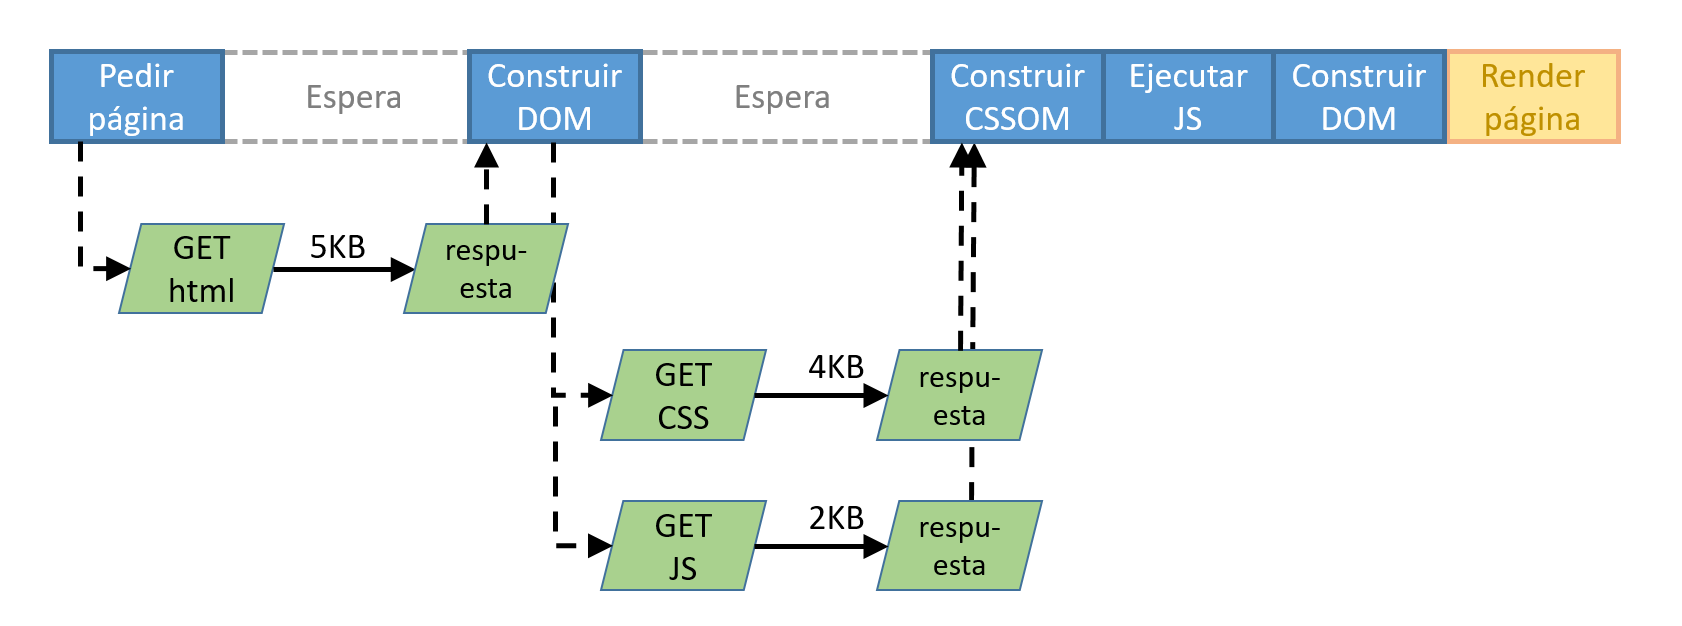 Pedir
página
Espera
Construir
DOM
Espera
Construir
CSSOM
Ejecutar
JS
Construir
DOM
Render
página
GET
html
5KB
respu-
esta
GET
CSS
4KB
respu-
esta
GET
JS
2KB
respu-
esta